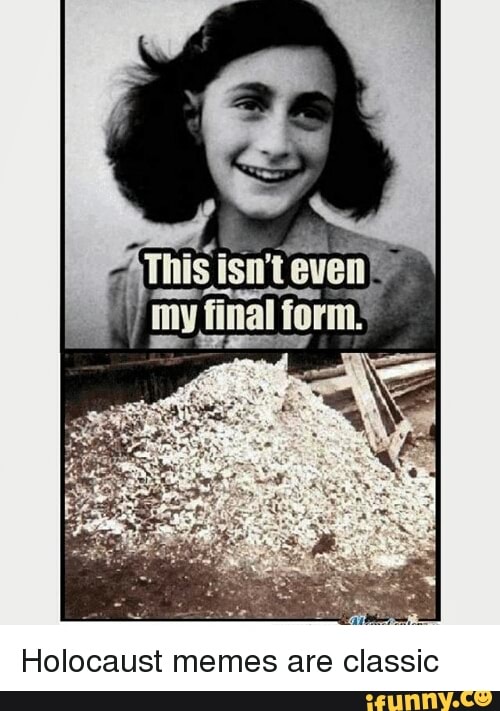 This isn't even
my final form.
Holocaust memes are classic
ifunny.co